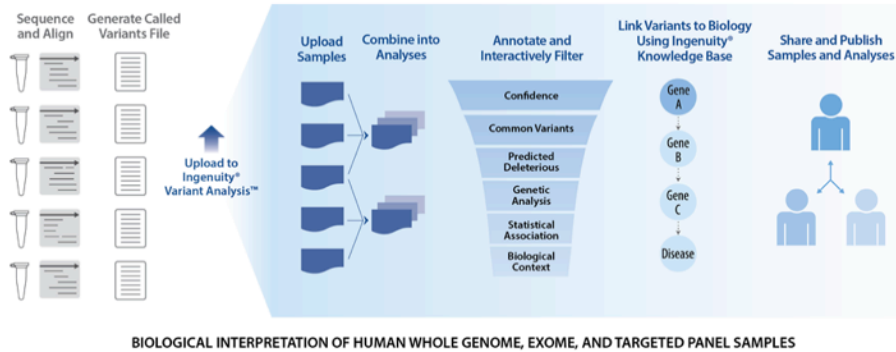 Sequence
and Align
Generate Called
Variants File
Upload to
Ingenuity®
Variant Analysis™
Upload
Samples
Combine into
Analyses
Annotate and
Interactively Filter
Confidence
Common Variants
Predicted
Deleterious
Genetic
Analysis
Statistical
Association
Biological
Context
Link Variants to Biology
Using Ingenuity®
Knowledge Base
Gene
A
Gene
B
Gene
C
Disease
Share and Publish
Samples and Analyses
BIOLOGICAL INTERPRETATION OF HUMAN WHOLE GENOME, EXOME, AND TARGETED PANEL SAMPLES